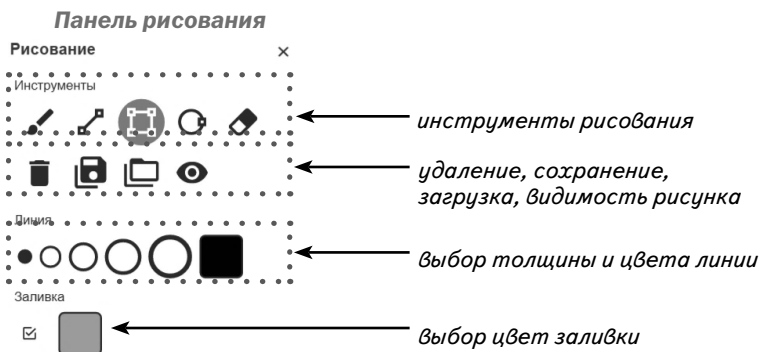 Панель рисования
Рисование
Инструменты
инструменты рисования
удаление, сохранение,
загрузка, видимость рисунка
Линия
выбор толщины и цвета линии
Заливка
выбор цвет заливки